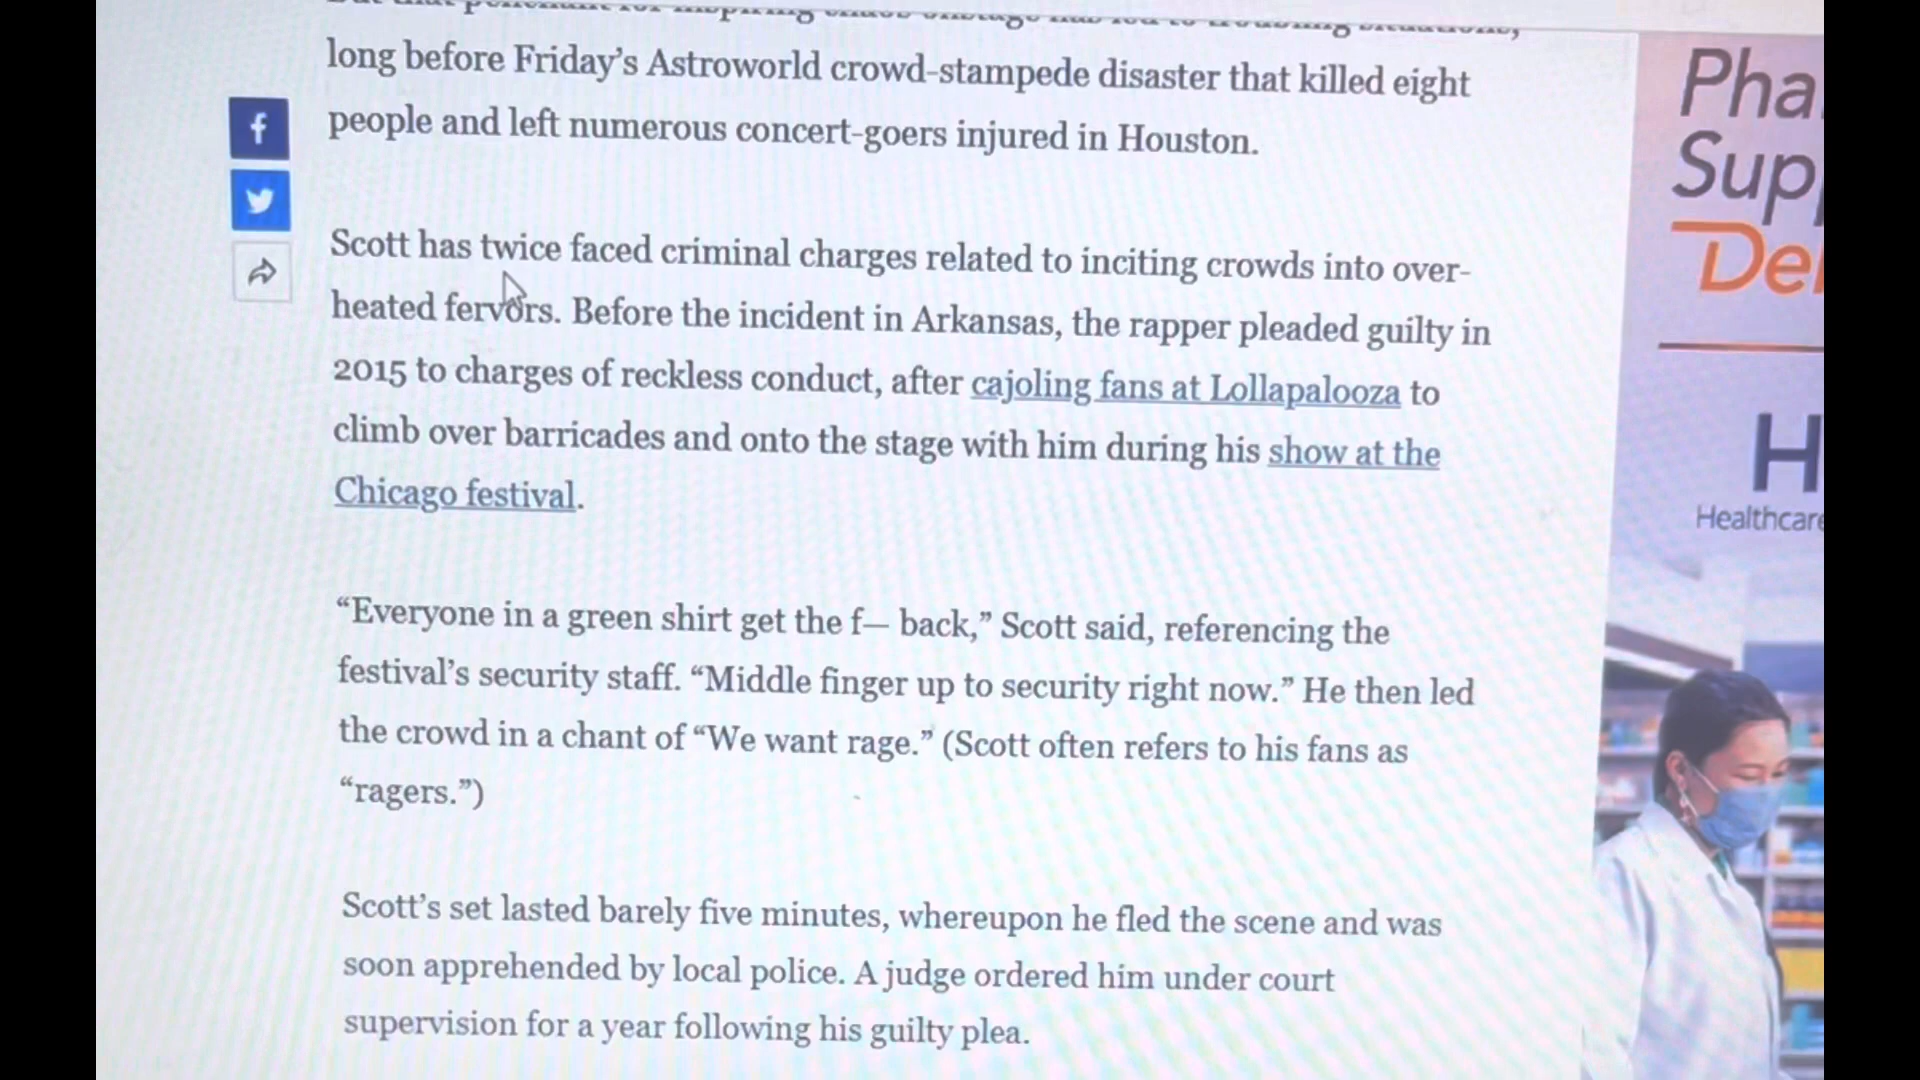 long before Friday's Astroworld crowd-stampede disaster that killed eight
people and left numerous concert-goers injured in Houston.
Scott has twice faced criminal charges related to inciting crowds into over-
heated fervors. Before the incident in Arkansas, the rapper pleaded guilty in
2015 to charges of reckless conduct, after cajoling fans at Lollapalooza to
climb over barricades and onto the stage with him during his show at the
Chicago festival.
“Everyone in a green shirt get the f— back,” Scott said, referencing the
festival's security staff. “Middle finger up to security right now.” He then led
the crowd in a chant of “We want rage.” (Scott often refers to his fans as
“ragers.”)
Scott's set lasted barely five minutes, whereupon he fled the scene and was
soon apprehended by local police. A judge ordered him under court
supervision for a year following his guilty plea.
Pha
Sup
Del
H
Healthcare